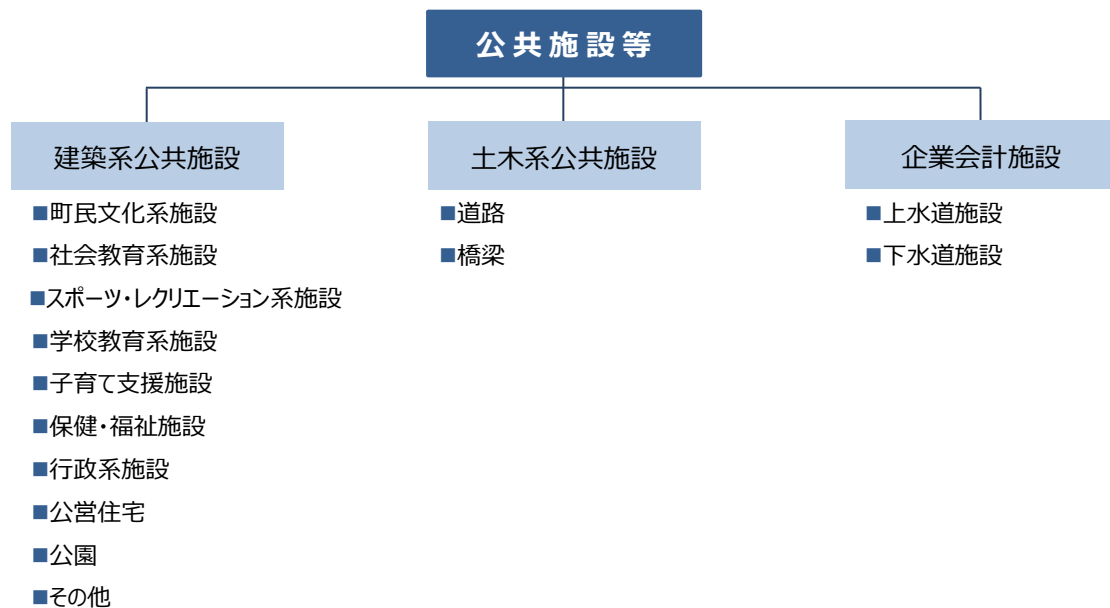 公共施設等
建築系公共施設
■町民文化系施設
■社会教育系施設
■スポーツ・レクリエーション系施設
■学校教育系施設
■子育て支援施設
■保健・福祉施設
■行政系施設
■公営住宅
■公園
■その他
土木系公共施設
■道路
■橋梁
企業会計施設
■上水道施設
■下水道施設